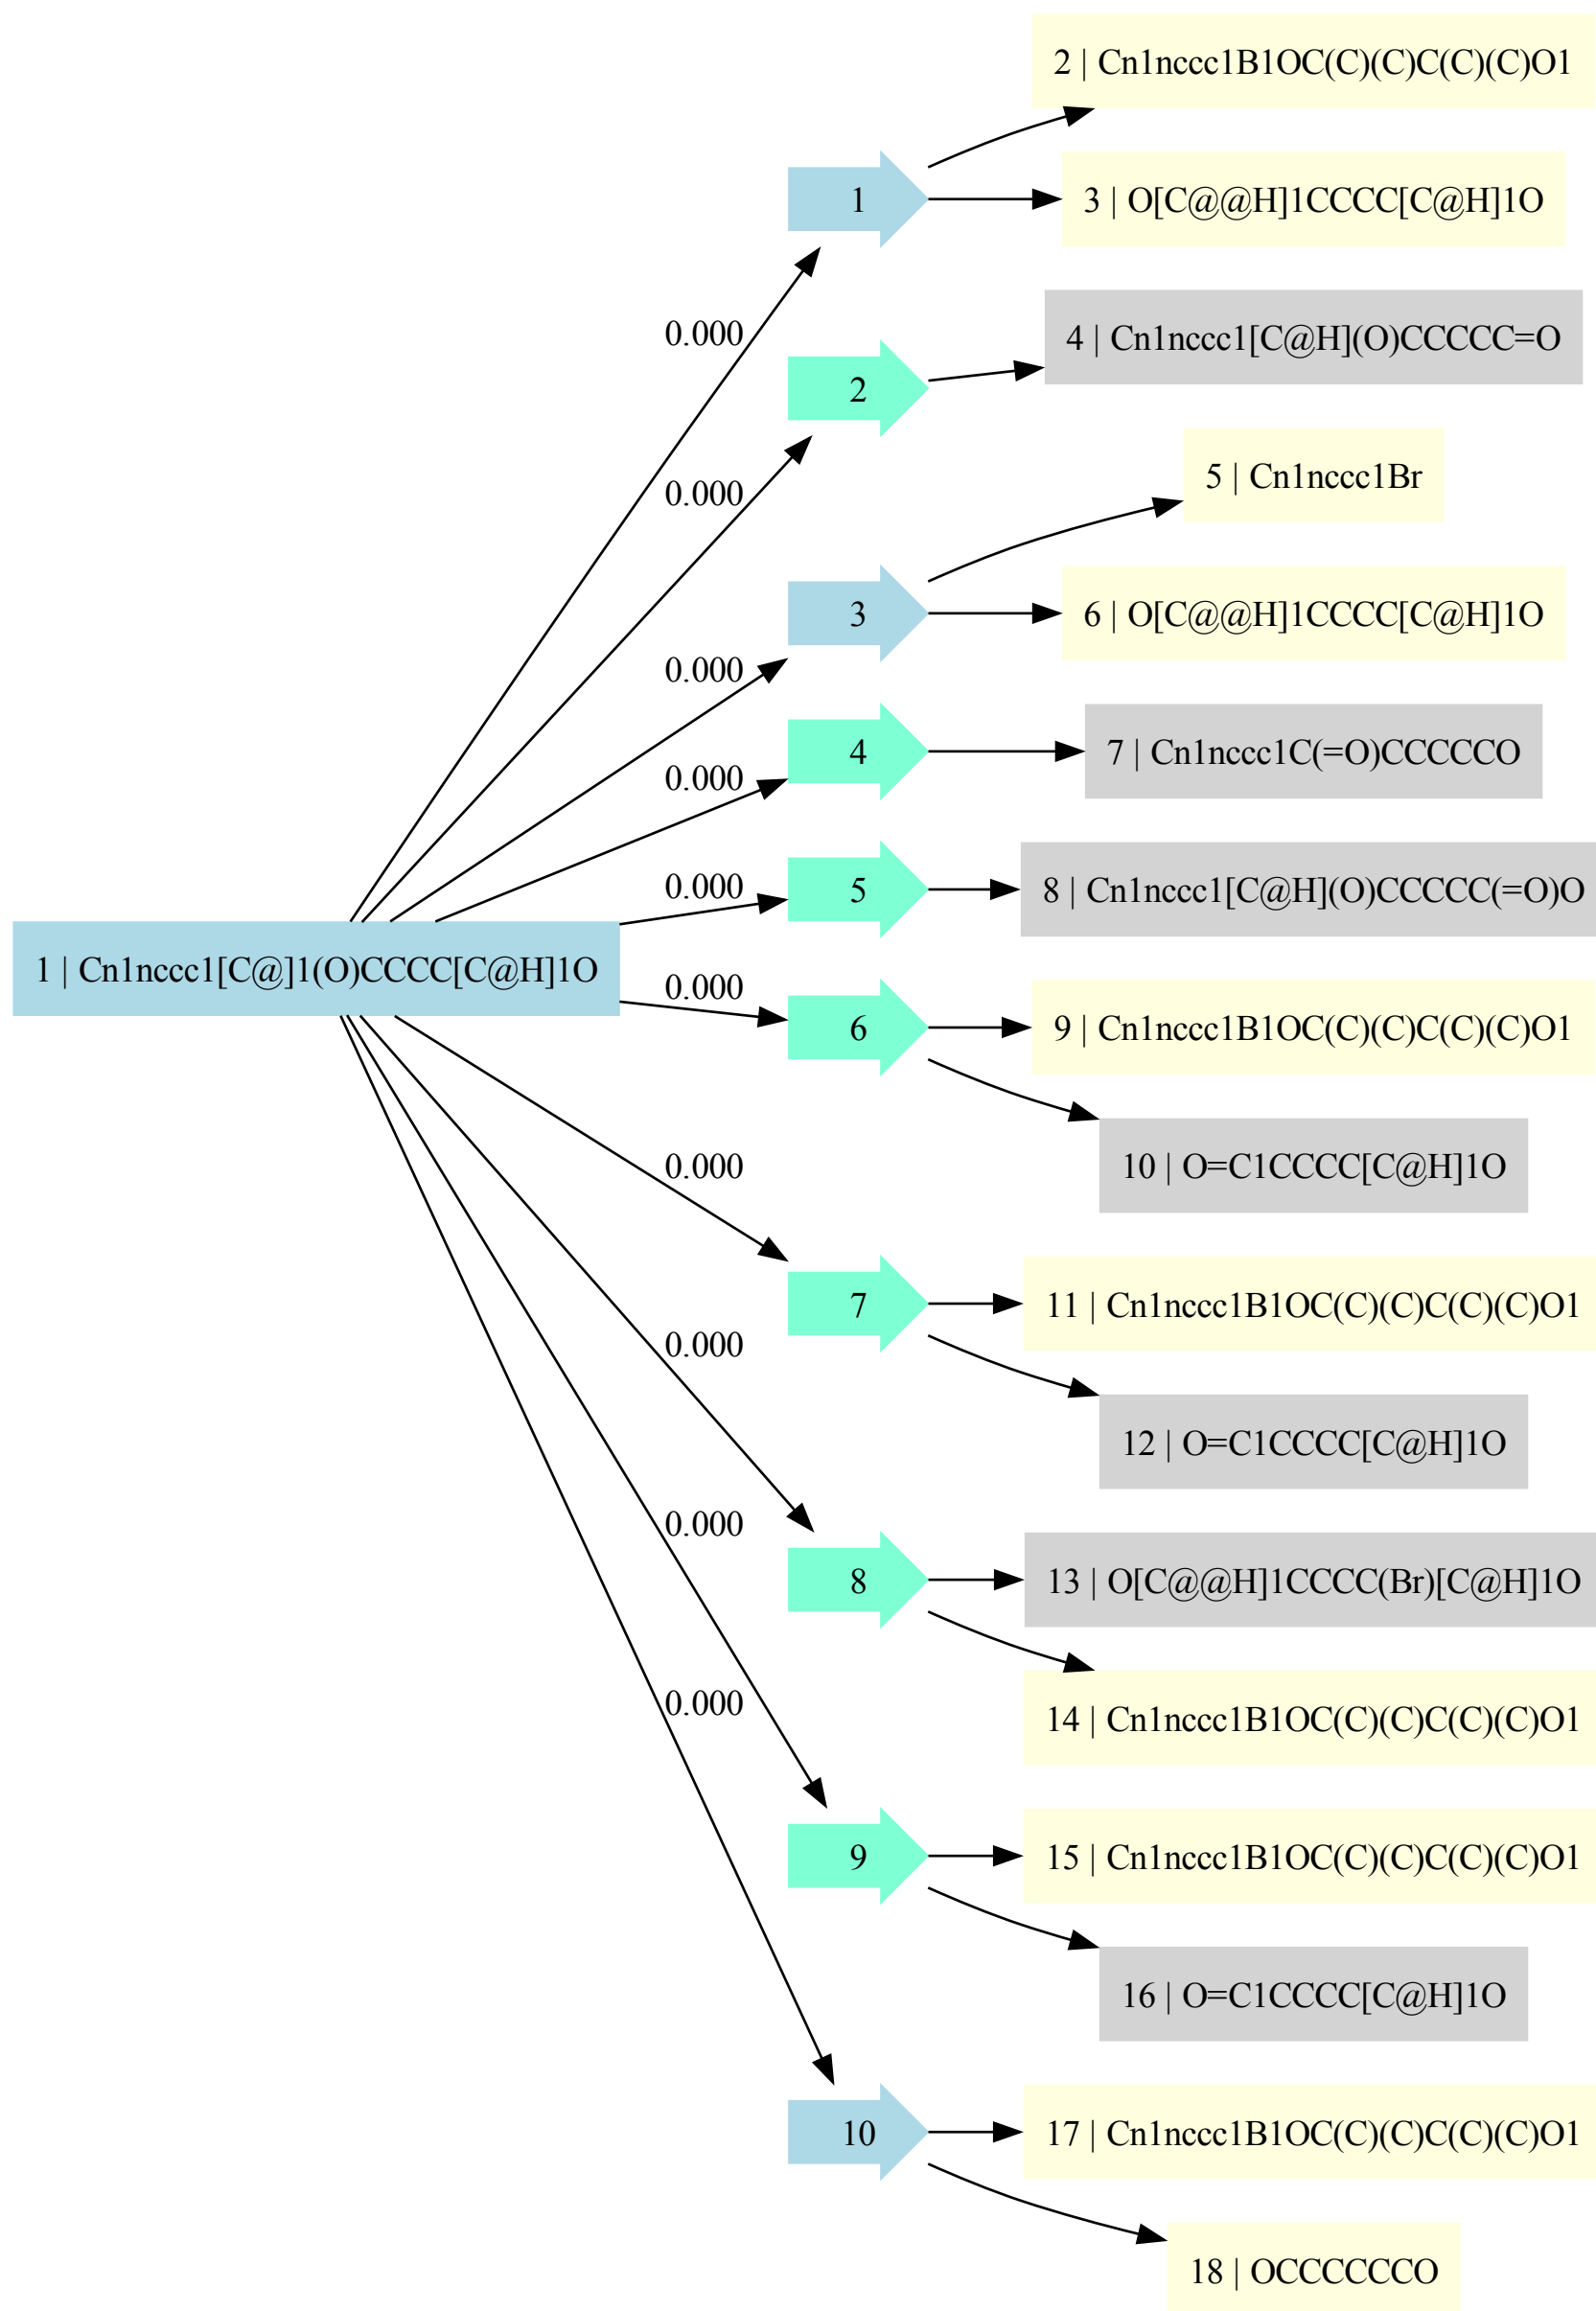 2 | Cn1nccc1B1OC(C)(C)C(C)(C)O1
1
3 | O[C@@H]1CCCC[C@H]1O
0.000
2
4 | Cn1nccc1[C@H](O)CCCCC=O
0.000
5 | Cn1nccc1Br
3
6 | O[C@@H]1CCCC[C@H]1O
0.000
4
7 | Cn1nccc1C(=O)CCCCCO
0.000
5
8 | Cn1nccc1[C@H](O)CCCCC(=O)O
0.000
1 | Cn1nccc1[C@]1(O)CCCC[C@H]1O
0.000
6
9 | Cn1nccc1B1OC(C)(C)C(C)(C)O1
10 | O=C1CCCC[C@H]1O
0.000
7
11 | Cn1nccc1B1OC(C)(C)C(C)(C)O1
0.000
12 | O=C1CCCC[C@H]1O
0.000
8
13 | O[C@@H]1CCCC(Br)[C@H]1O
0.000
14 | Cn1nccc1B1OC(C)(C)C(C)(C)O1
9
15 | Cn1nccc1B1OC(C)(C)C(C)(C)O1
16 | O=C1CCCC[C@H]1O
10
17 | Cn1nccc1B1OC(C)(C)C(C)(C)O1
18 | OCCCCCCO